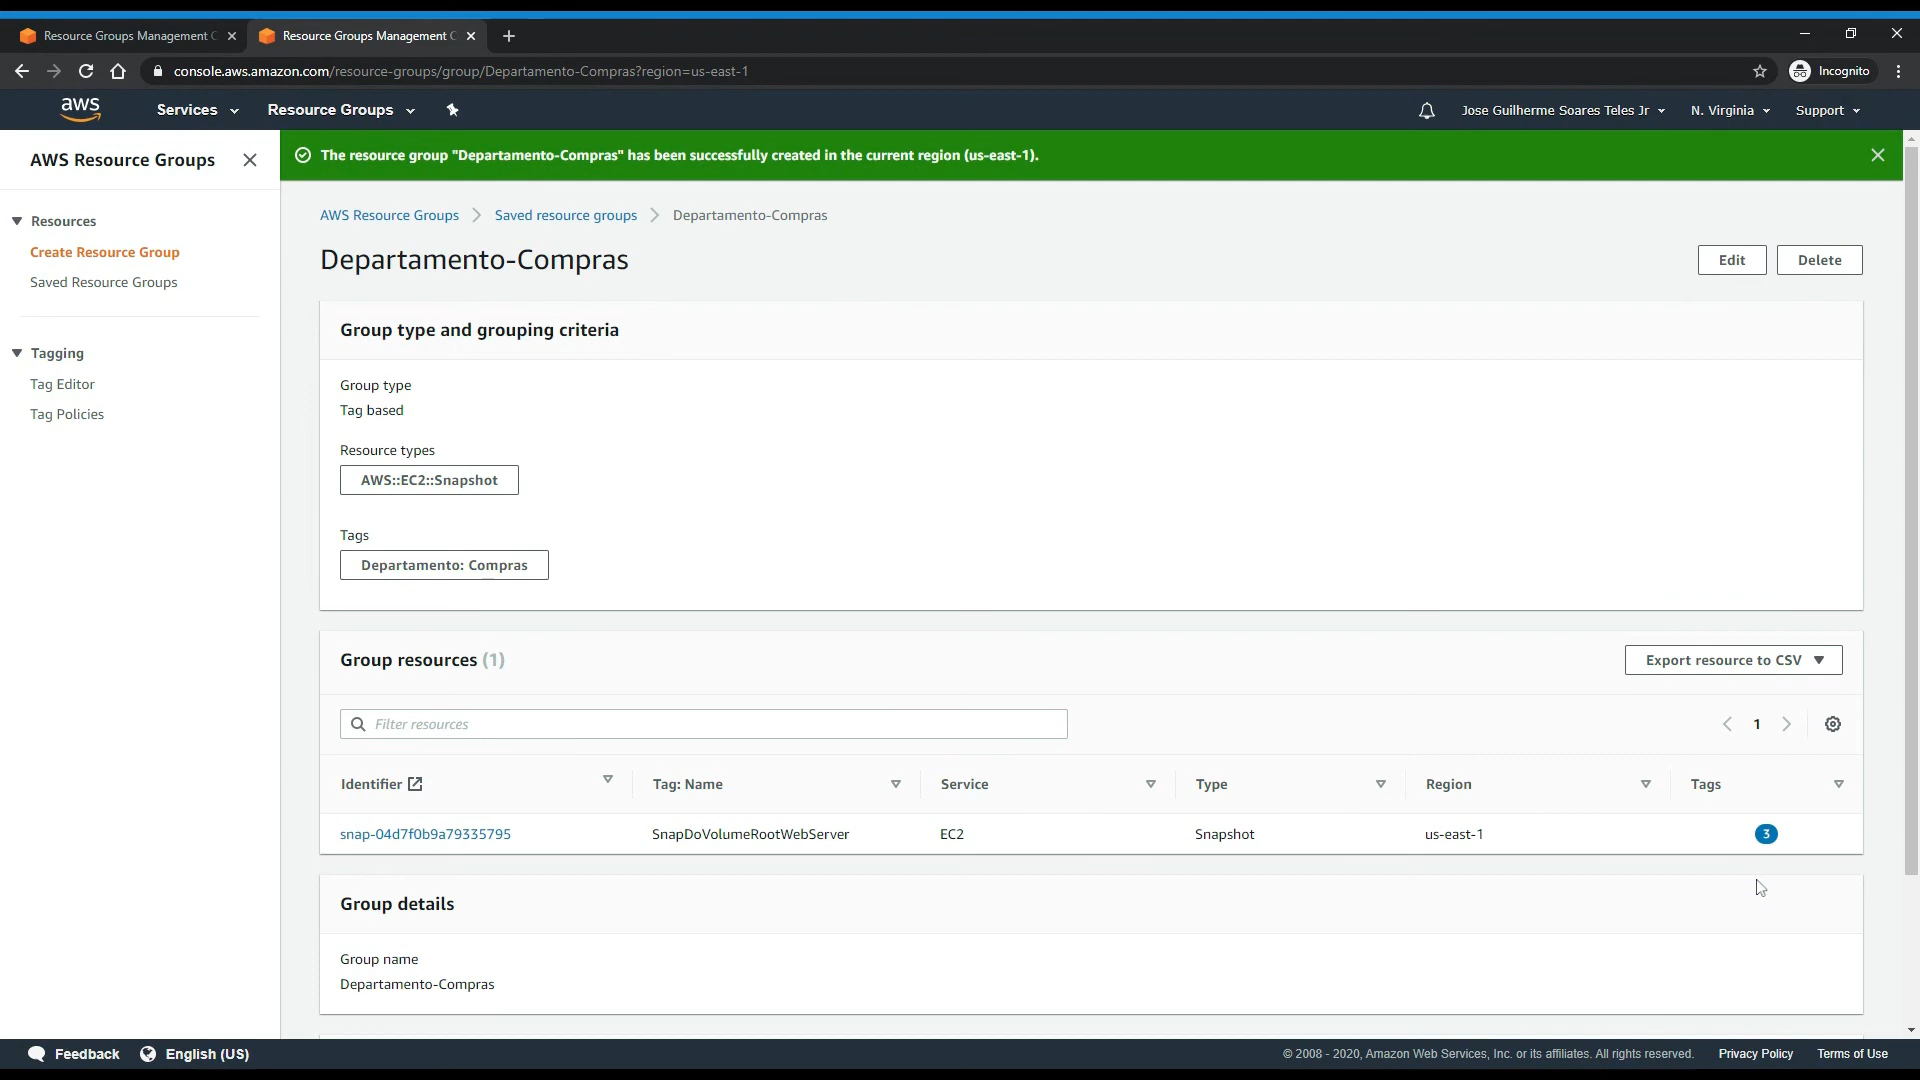 Resource Groups Management C
Resource Groups Management C
console.aws.amazon.com/resource-groups/group/Departamento-Compras?region=us-east-1
Incognito
aws
Services
Resource Groups
Jose Guilherme Soares Teles Jr
N. Virginia
Support
AWS Resource Groups
Resources
Create Resource Group
Saved Resource Groups
Tagging
Tag Editor
Tag Policies
The resource group "Departamento-Compras" has been successfully created in the current region (us-east-1).
AWS Resource Groups
Saved resource groups
Departamento-Compras
Departamento-Compras
Edit
Delete
Group type and grouping criteria
Group type
Tag based
Resource types
AWS::EC2::Snapshot
Tags
Departamento: Compras
Group resources (1)
Export resource to CSV
Filter resources
1
Identifier
Tag: Name
Service
Type
Region
Tags
snap-04d7f0b9a79335795
SnapDoVolumeRootWebServer
EC2
Snapshot
us-east-1
3
Group details
Group name
Departamento-Compras
Feedback
English (US)
© 2008 - 2020, Amazon Web Services, Inc. or its affiliates. All rights reserved.
Privacy Policy
Terms of Use